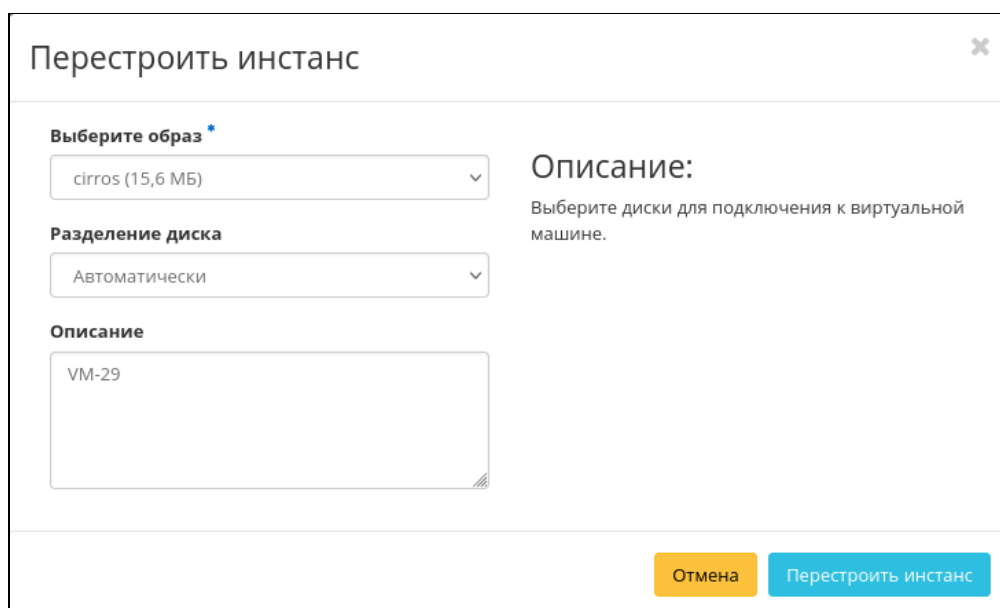 Перестроить инстанс
Выберите образ *
cirros (15,6 МБ)
Разделение диска
Автоматически
Описание
VM-29
Описание:
Выберите диски для подключения к виртуальной
машине.
Отмена
Перестроить инстанс